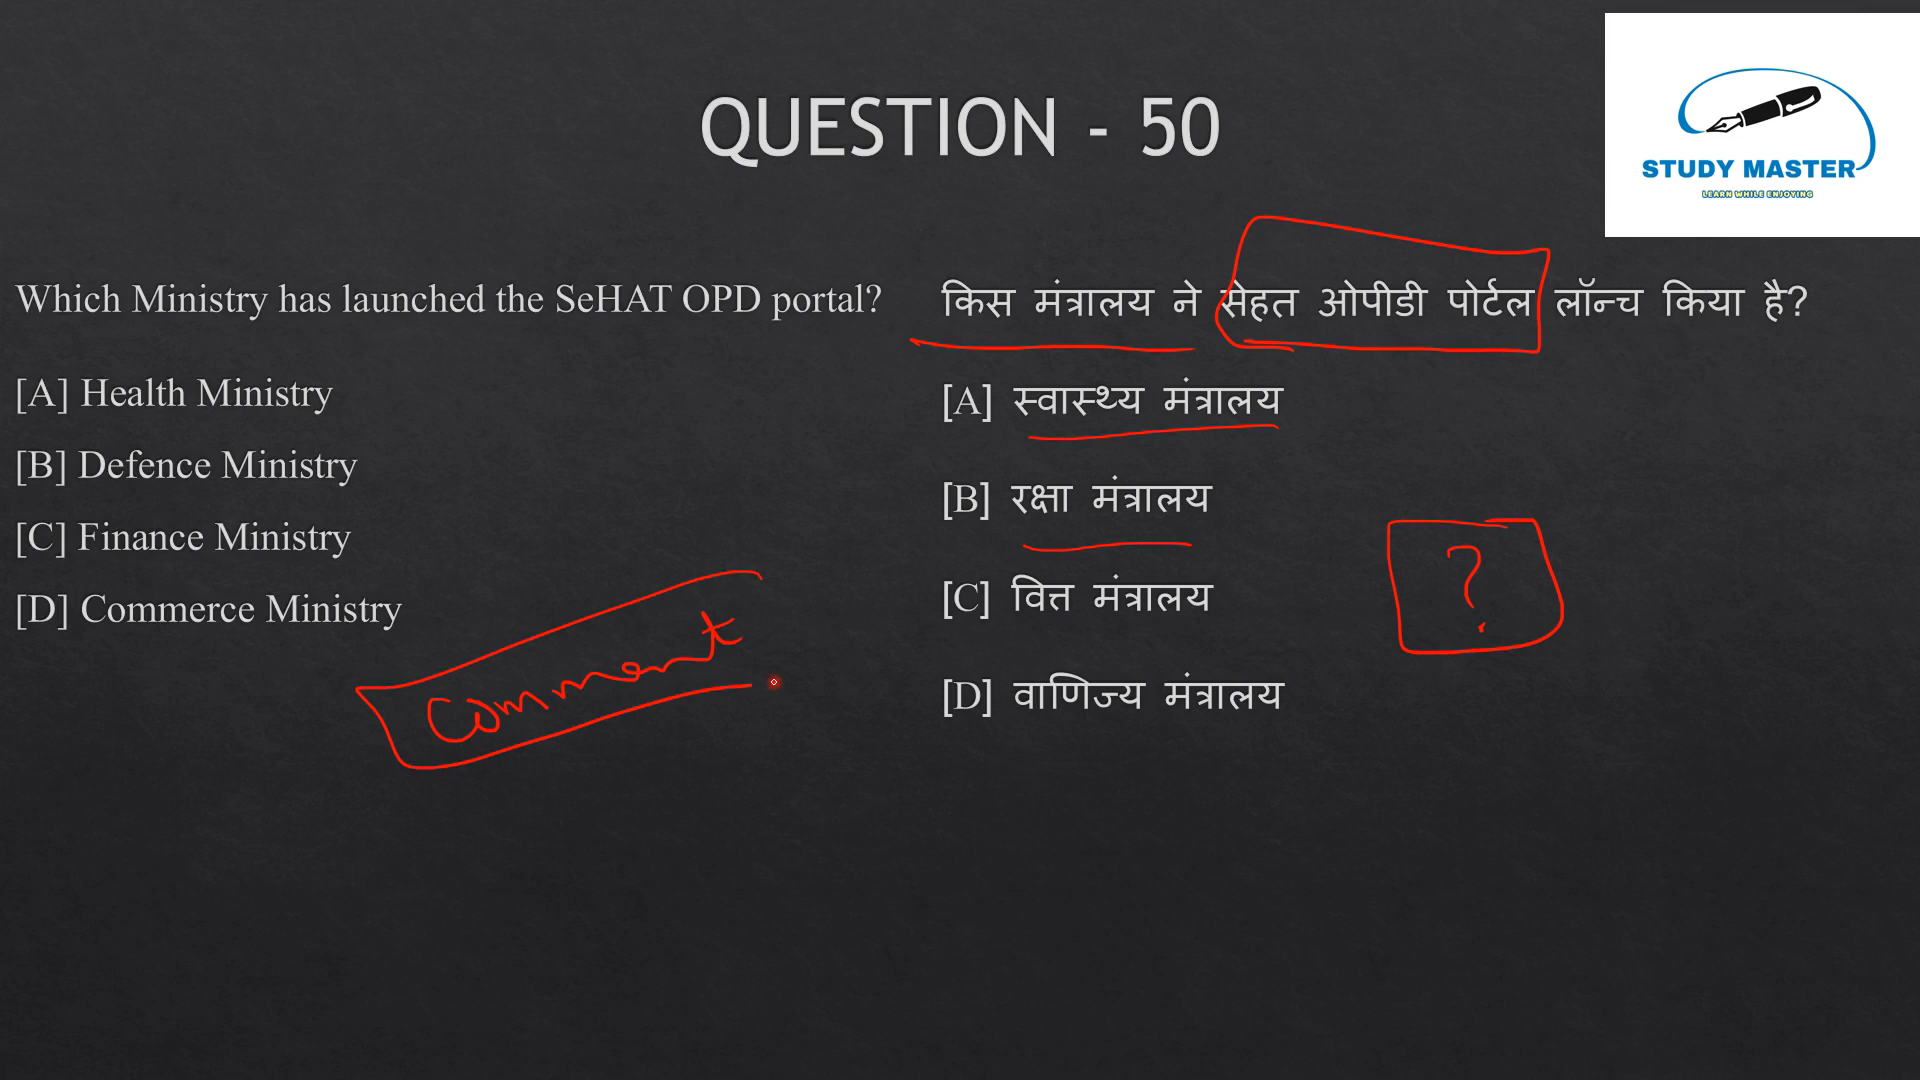 QUESTION - 50
STUDY MASTER
LEARN WHILE ENJOYING
Which Ministry has launched the SeHAT OPD portal?
[A] Health Ministry
[B] Defence Ministry
[C] Finance Ministry
[D] Commerce Ministry
किस मंत्रालय ने सेहत ओपीडी पोर्टल लॉन्च किया है?
[A] स्वास्थ्य मंत्रालय
[B] रक्षा मंत्रालय
[C] वित्त मंत्रालय
[D] वाणिज्य मंत्रालय
?
Comment